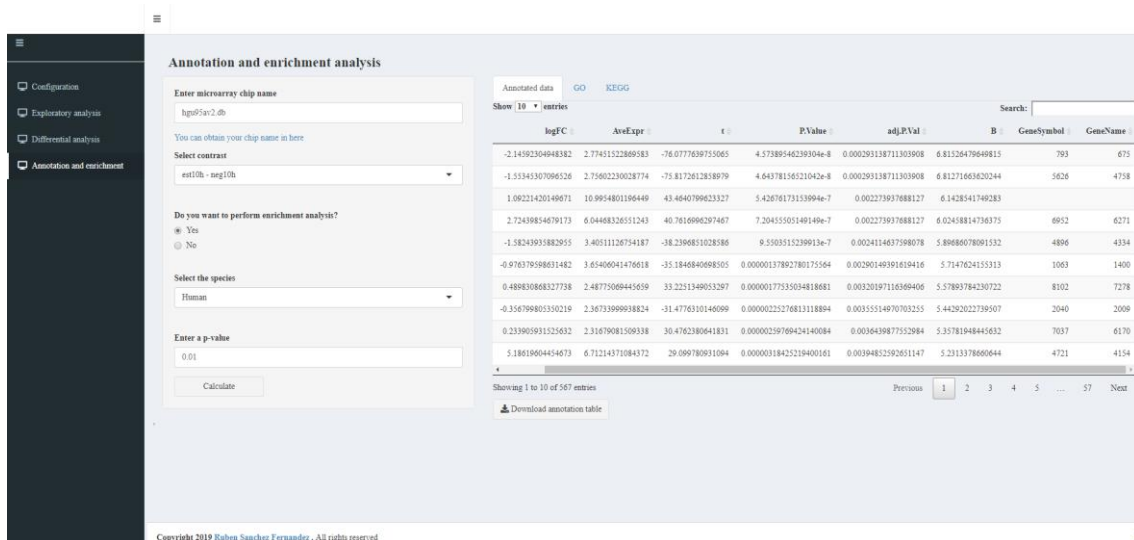 Configuration
Exploratory analysis
Differential analysis
Annotation and enrichment
Annotation and enrichment analysis
Enter microarray chip name
hgu95av2.db
You can obtain your chip name in here
Select contrast
est10h - neg10h
Do you want to perform enrichment analysis?
Yes
No
Select the species
Human
Enter a p-value
0.01
Calculate
Annotated data GO KEGG
Show 10 entries Search:
logFC AveExpr t P.Value adj.P.Val B GeneSymbol GeneName
-2.14592304948382 2.77451522869583 -76.0777639755065 4.57389546239304e-8 0.000293138711303908 6.81526479649815 793 675
-1.55345307096526 2.75602230028774 -75.8172612858979 4.64378156521042e-8 0.000293138711303908 6.81271663620244 5626 4758
1.09221420149671 10.9954801196449 43.4640799623327 5.42676173153994e-7 0.002273937688127 6.1428541749283
2.72439854679173 6.04468326551243 40.7616996297467 7.20455505149149e-7 0.002273937688127 6.02458814736375 6952 6271
-1.58243935882955 3.40511126754187 -38.2396851028586 9.5503515239913e-7 0.0024114637598078 5.89686078091532 4896 4334
-0.976379598631482 3.65406041476618 -35.1846840698505 0.00000137892780175564 0.00290149391619416 5.7147624155313 1063 1400
0.489830868327738 2.48775069445659 33.2251349053297 0.00000177535034818681 0.00320197116369406 5.57893784230722 8102 7278
-0.356799805350219 2.36733999938824 -31.4776310146099 0.00000225276813118894 0.00355514970703255 5.44292022739507 2040 2009
0.233905931525632 2.31679081509338 30.4762380641831 0.00000259769424140084 0.0036439877552984 5.35781948445632 7037 6170
5.18619604454673 6.71214371084372 29.099780931094 0.00000318425219400161 0.00394852592651147 5.2313378660644 4721 4154
Showing 1 to 10 of 567 entries Previous 1 2 3 4 5 … 57 Next
Download annotation table
Copyright 2019 Ruben Sanchez Fernandez . All rights reserved